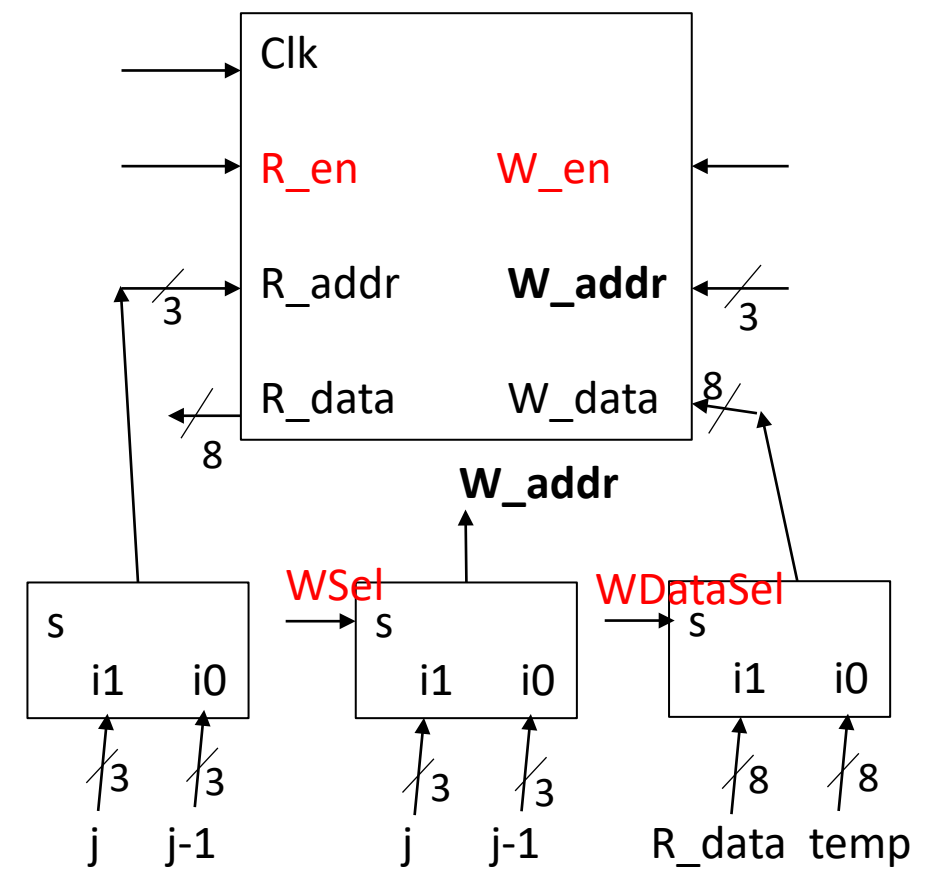 Clk
R_en W_en
R_addr W_addr
3 3
R_data W_data 8
8
W_addr
WSel WDataSel
s s s
i1 i0 i1 i0 i1 i0
3 3 3 3 8 8
j j-1 j j-1 R_data temp